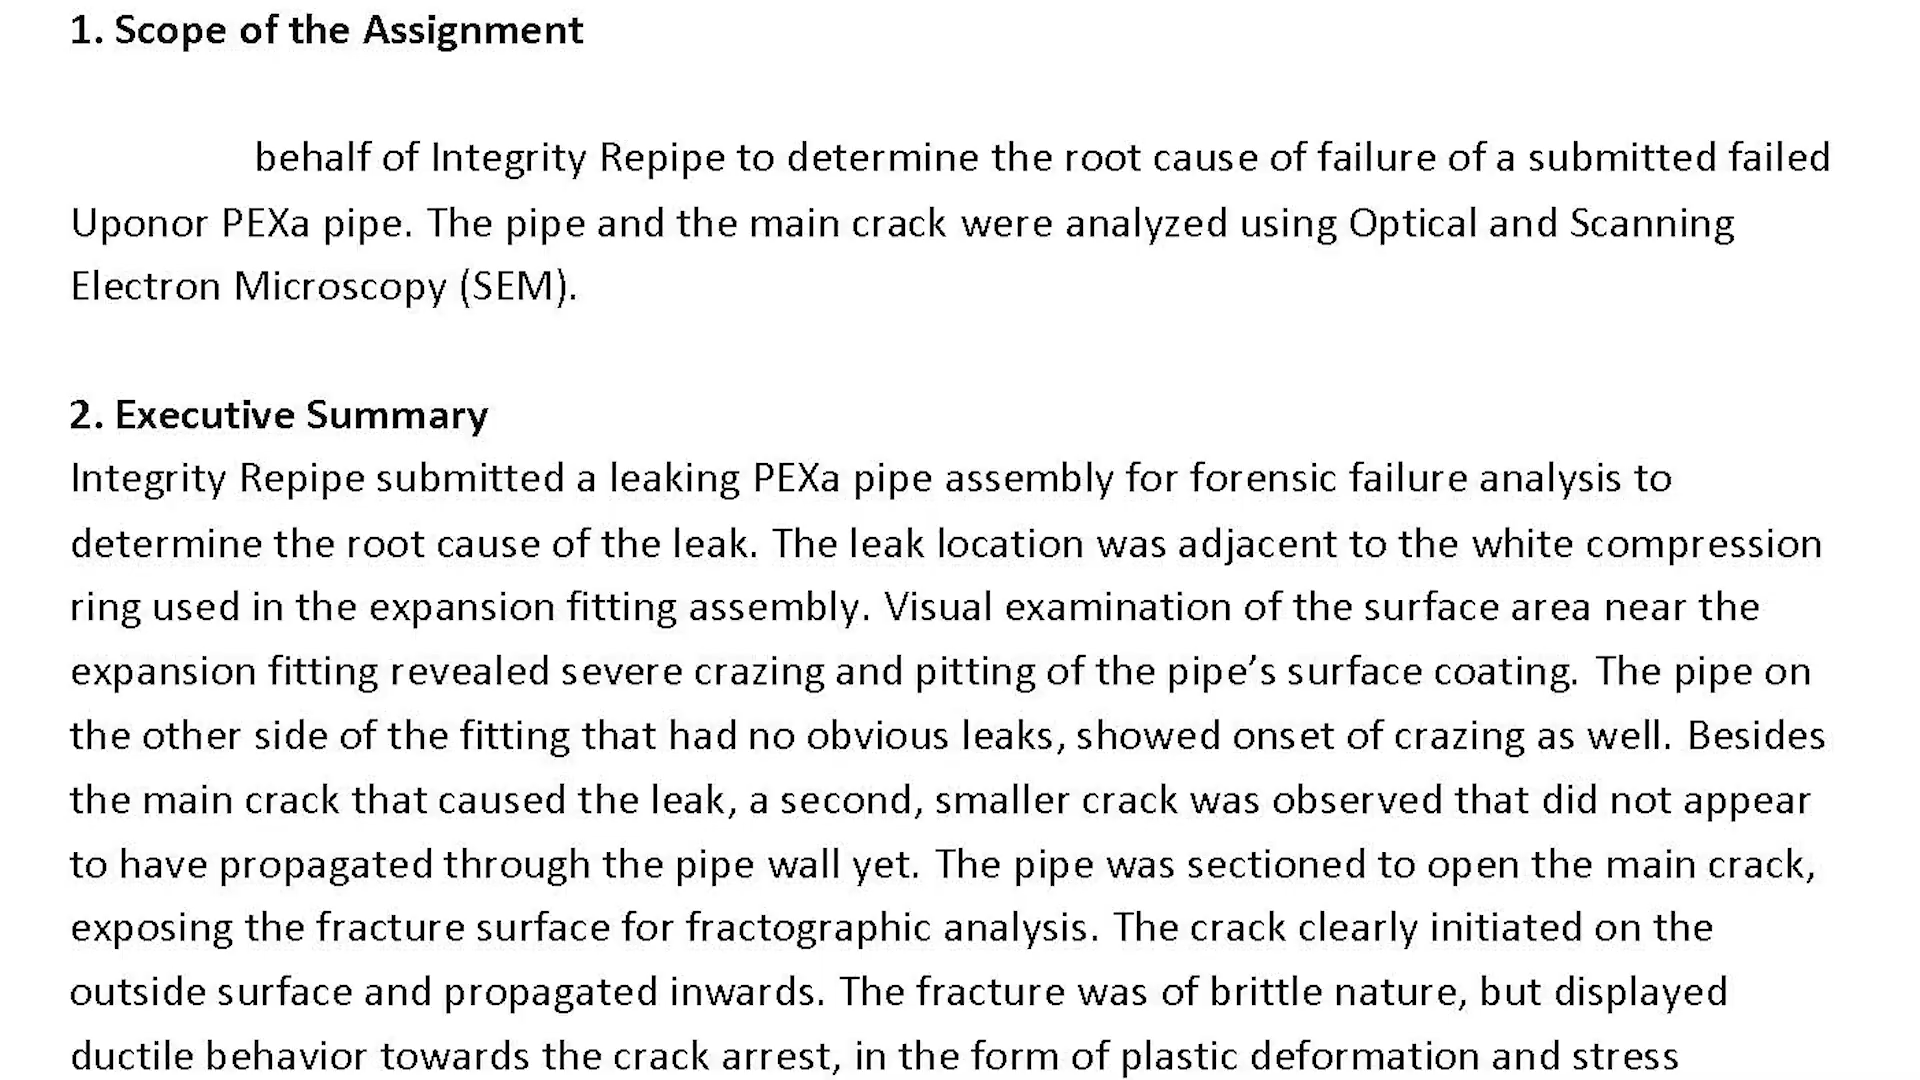 1. Scope of the Assignment
behalf of Integrity Repipe to determine the root cause of failure of a submitted failed
Uponor PEXa pipe. The pipe and the main crack were analyzed using Optical and Scanning
Electron Microscopy (SEM).
2. Executive Summary
Integrity Repipe submitted a leaking PEXa pipe assembly for forensic failure analysis to
determine the root cause of the leak. The leak location was adjacent to the white compression
ring used in the expansion fitting assembly. Visual examination of the surface area near the
expansion fitting revealed severe crazing and pitting of the pipe’s surface coating. The pipe on
the other side of the fitting that had no obvious leaks, showed onset of crazing as well. Besides
the main crack that caused the leak, a second, smaller crack was observed that did not appear
to have propagated through the pipe wall yet. The pipe was sectioned to open the main crack,
exposing the fracture surface for fractographic analysis. The crack clearly initiated on the
outside surface and propagated inwards. The fracture was of brittle nature, but displayed
ductile behavior towards the crack arrest, in the form of plastic deformation and stress